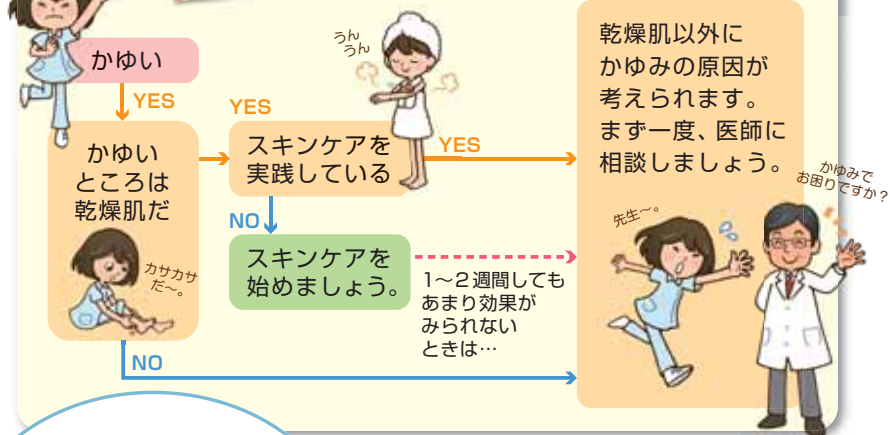 かゆい
YES
かゆい
ところは
乾燥肌だ
カサカサ
だ〜。
YES
うん
うん
スキンケアを
実践している
YES
NO
スキンケアを
始めましょう。
1〜2週間しても
あまり効果が
みられない
ときは…
NO
乾燥肌以外に
かゆみの原因が
考えられます。
まず一度、医師に
相談しましょう。
先生〜。
かゆみで
お困りですか？